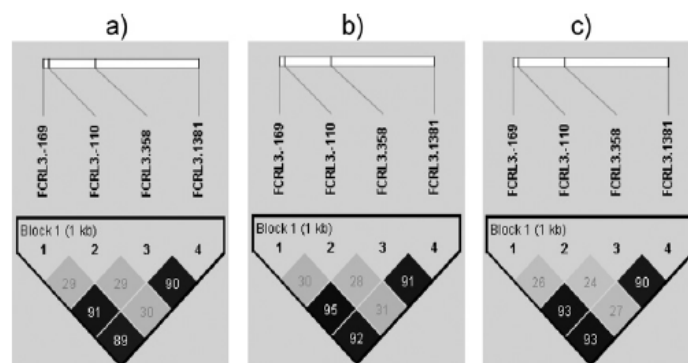 a)
FCRL3.-169
FCRL3.-110
FCRL3.358
FCRL3.1381
Block 1 (1 kb)
1 2 3 4
29 29 90
91 30
89
b)
FCRL3.-169
FCRL3.-110
FCRL3.358
FCRL3.1381
Block 1 (1 kb)
1 2 3 4
30 28 91
95 31
92
c)
FCRL3.-169
FCRL3.-110
FCRL3.358
FCRL3.1381
Block 1 (1 kb)
1 2 3 4
26 24 90
93 27
93